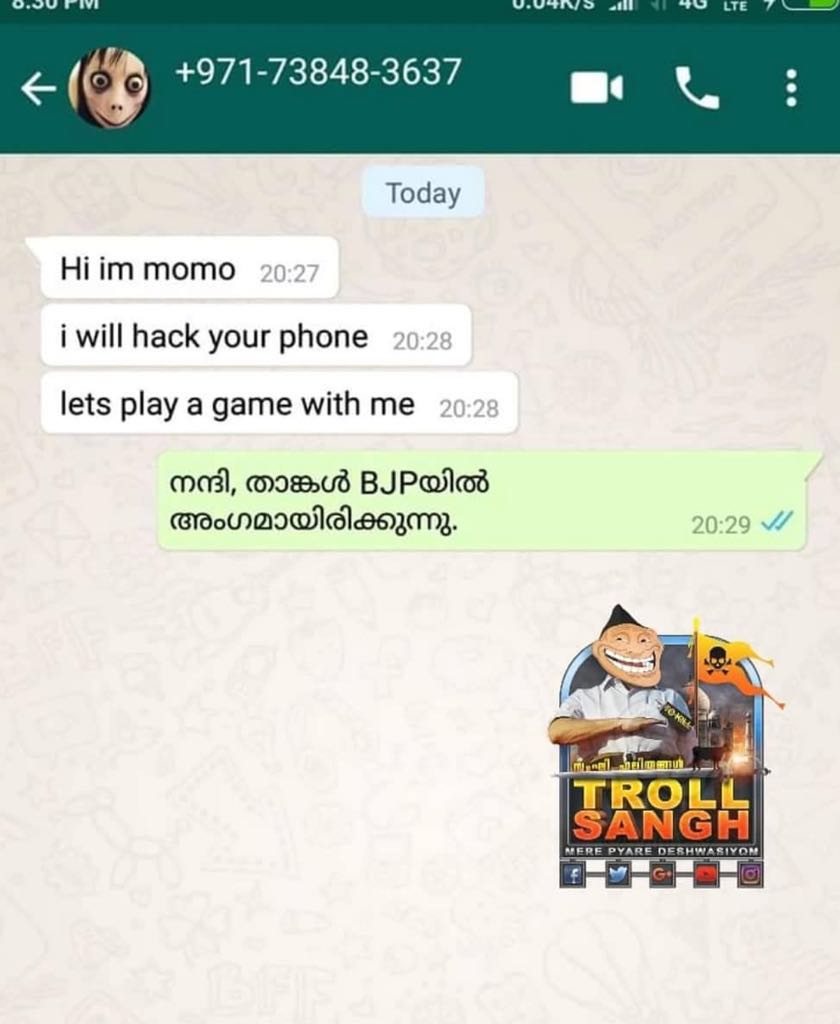 8:30 PM 0.04K/s 4G LTE
+971-73848-3637
Today
Hi im momo 20:27
i will hack your phone 20:28
lets play a game with me 20:28
നന്ദി, താങ്കൾ BJPയിൽ
അംഗമായിരിക്കുന്നു. 20:29
TROLL
SANGH
MERE PYARE DESHWASIYOM